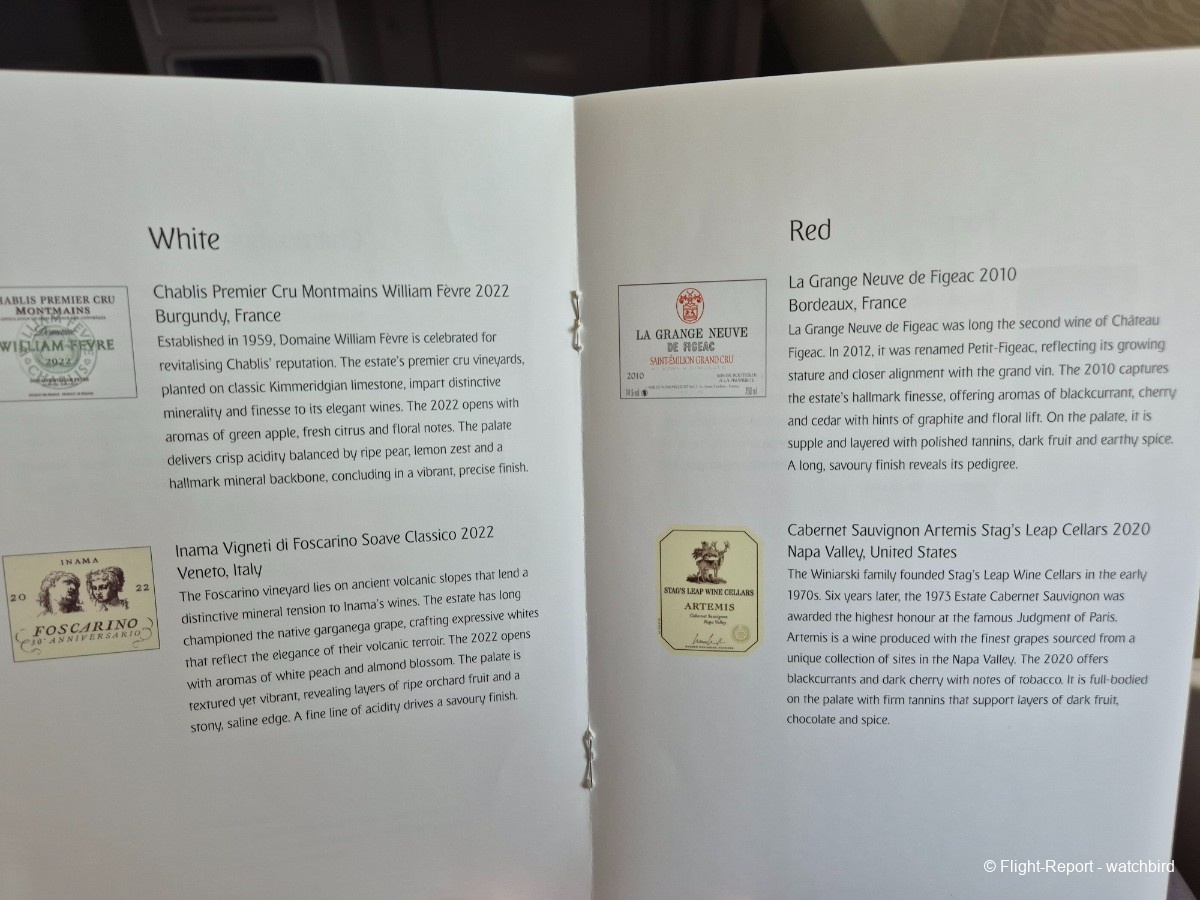 White
HABLIS PREMIER CRU
MONTMAINS
Domaine
WILLIAM FÈVRE
2022
Chablis Premier Cru Montmains William Fèvre 2022
Burgundy, France
Established in 1959, Domaine William Fèvre is celebrated for
revitalising Chablis' reputation. The estate's premier cru vineyards,
planted on classic Kimmeridgian limestone, impart distinctive
minerality and finesse to its elegant wines. The 2022 opens with
aromas of green apple, fresh citrus and floral notes. The palate
delivers crisp acidity balanced by ripe pear, lemon zest and a
hallmark mineral backbone, concluding in a vibrant, precise finish.
INAMA
20 22
FOSCARINO
30° ANNIVERSARIO
Inama Vigneti di Foscarino Soave Classico 2022
Veneto, Italy
The Foscarino vineyard lies on ancient volcanic slopes that lend a
distinctive mineral tension to Inama's wines. The estate has long
championed the native garganega grape, crafting expressive whites
that reflect the elegance of their volcanic terroir. The 2022 opens
with aromas of white peach and almond blossom. The palate is
textured yet vibrant, revealing layers of ripe orchard fruit and a
stony, saline edge. A fine line of acidity drives a savoury finish.
Red
LA GRANGE NEUVE
DE FIGEAC
SAINT-ÉMILION GRAND CRU
2010
750 ml
La Grange Neuve de Figeac 2010
Bordeaux, France
La Grange Neuve de Figeac was long the second wine of Château
Figeac. In 2012, it was renamed Petit-Figeac, reflecting its growing
stature and closer alignment with the grand vin. The 2010 captures
the estate's hallmark finesse, offering aromas of blackcurrant, cherry
and cedar with hints of graphite and floral lift. On the palate, it is
supple and layered with polished tannins, dark fruit and earthy spice.
A long, savoury finish reveals its pedigree.
STAG'S LEAP WINE CELLARS
ARTEMIS
Cabernet Sauvignon
Napa Valley
Cabernet Sauvignon Artemis Stag's Leap Cellars 2020
Napa Valley, United States
The Winiarski family founded Stag's Leap Wine Cellars in the early
1970s. Six years later, the 1973 Estate Cabernet Sauvignon was
awarded the highest honour at the famous Judgment of Paris.
Artemis is a wine produced with the finest grapes sourced from a
unique collection of sites in the Napa Valley. The 2020 offers
blackcurrants and dark cherry with notes of tobacco. It is full-bodied
on the palate with firm tannins that support layers of dark fruit,
chocolate and spice.
© Flight-Report - watchbird